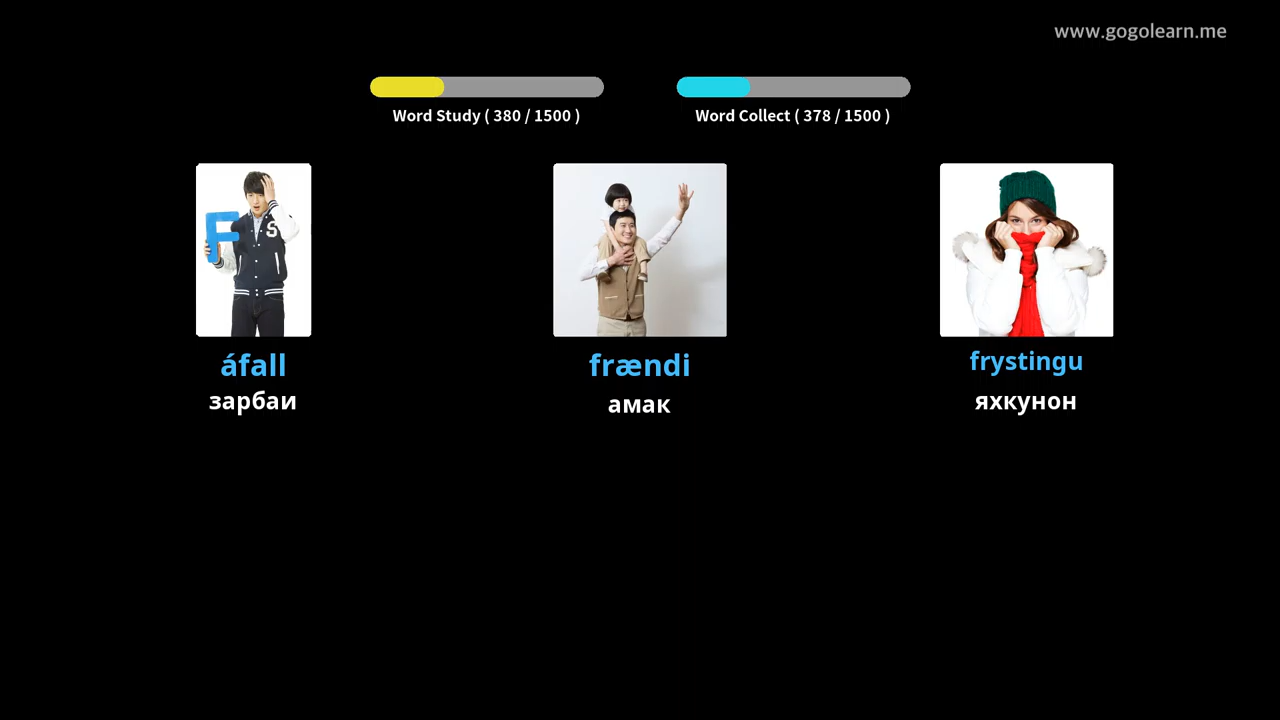 www.gogolearn.me
Word Study ( 380 / 1500 )
Word Collect ( 378 / 1500 )
F
S
áfall
зарбаи
frændi
амак
frystingu
яхкунон